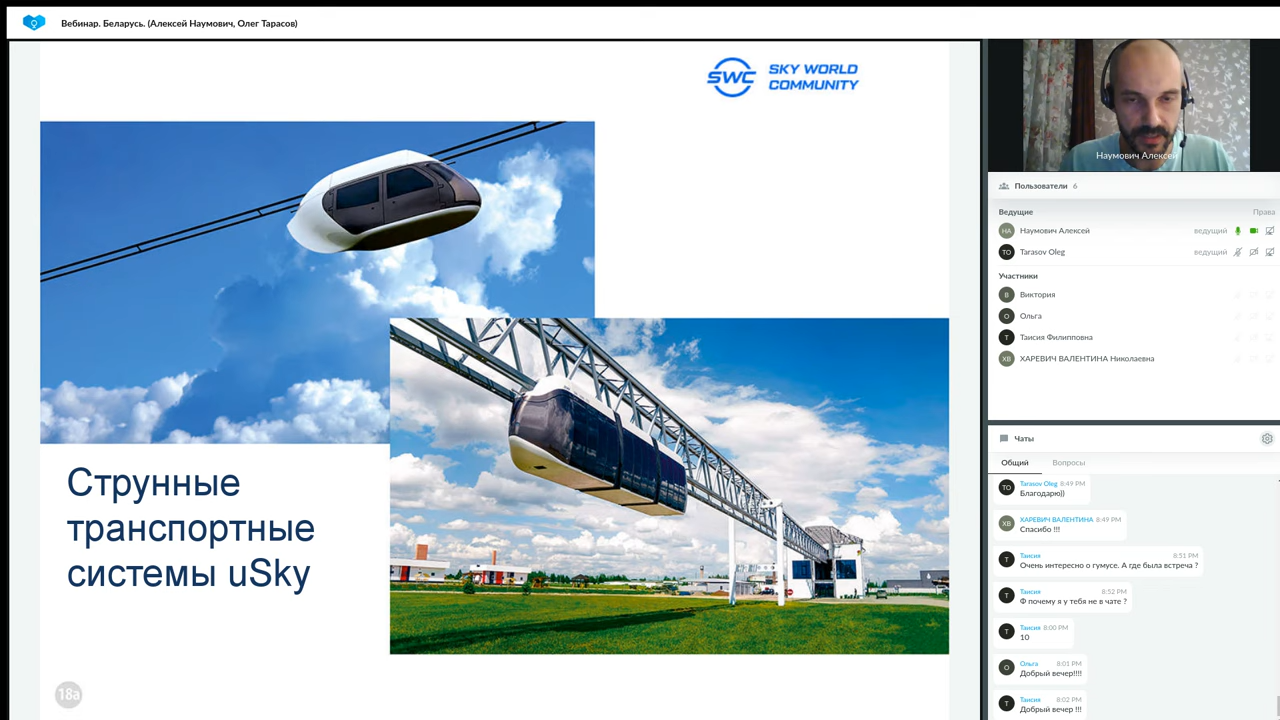 Вебинар. Беларусь. (Алексей Наумович, Олег Тарасов)
SWC
SKY WORLD
COMMUNITY
Струнные
транспортные
системы uSky
18a
Наумович Алексей
Пользователи 6
Ведущие Права
НА Наумович Алексей ведущий
TO Tarasov Oleg ведущий
Участники
В Виктория
О Ольга
Т Таисия Филипповна
ХВ ХАРЕВИЧ ВАЛЕНТИНА Николаевна
Чаты
Общий Вопросы
TO Tarasov Oleg 8:49 PM
Благодарю))
ХВ ХАРЕВИЧ ВАЛЕНТИНА 8:49 PM
Спасибо !!!
Т Таисия 8:51 PM
Очень интересно о гумусе. А где была встреча ?
Т Таисия 8:52 PM
Ф почему я у тебя не в чате ?
Т Таисия 8:00 PM
10
О Ольга 8:01 PM
Добрый вечер!!!!
Т Таисия 8:02 PM
Добрый вечер !!!